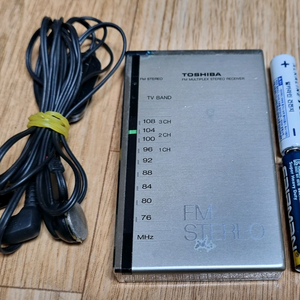 TOSHIBA
FM STEREO
FM MULTIPLEX STEREO RECEIVER
TV BAND
108 3CH
104
100 2CH
96 1CH
92
88
84
80
76
MHz
FM
STEREO